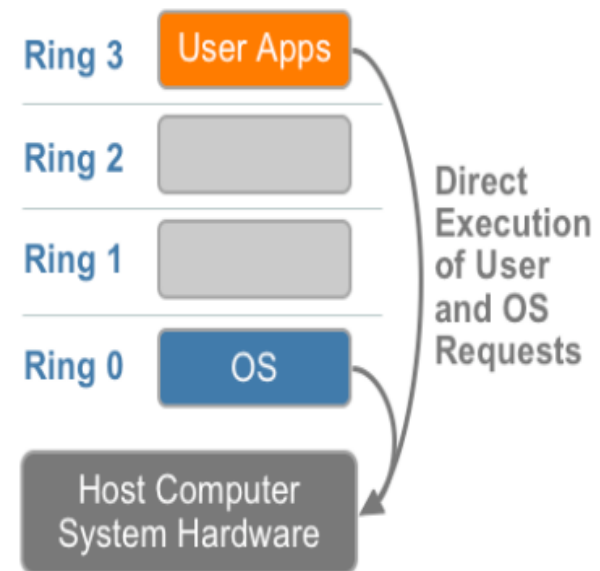 Ring 3
User Apps
Ring 2
Ring 1
Ring 0
OS
Direct
Execution
of User
and OS
Requests
Host Computer
System Hardware